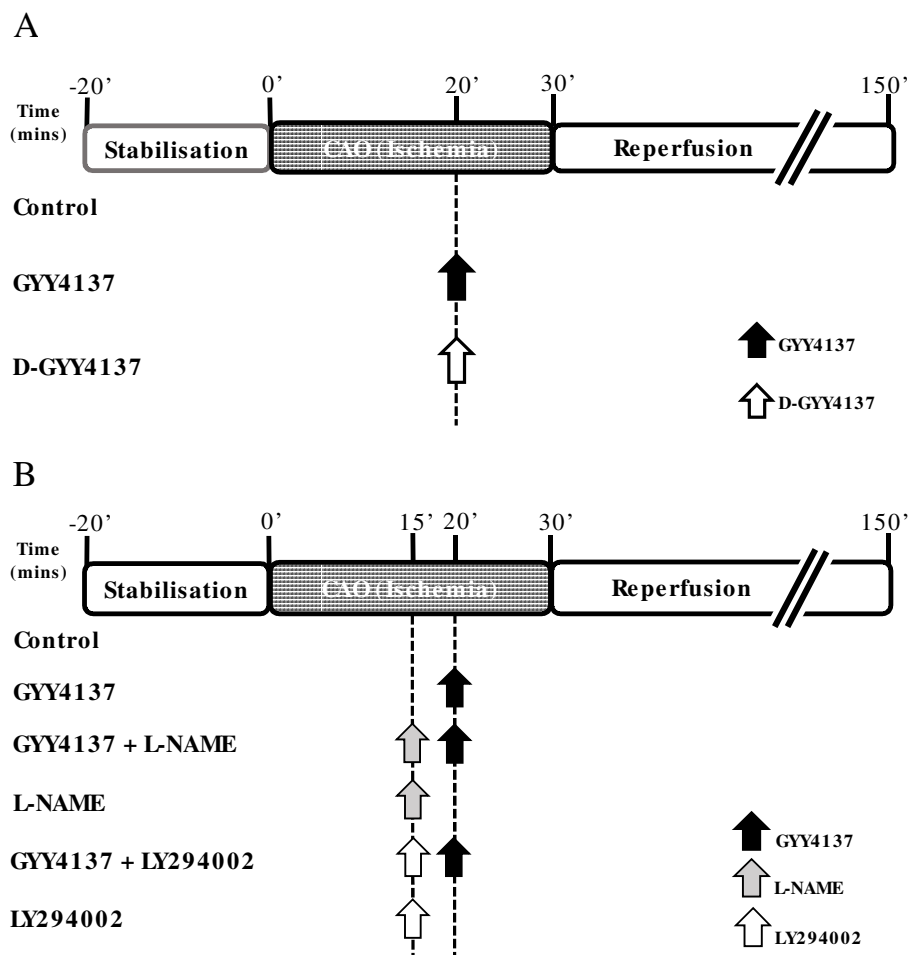 A
-20’ 0’ 20’ 30’ 150’
Time
(mins)
Stabilisation CAO (Ischemia) Reperfusion
Control
GYY4137
D-GYY4137
GYY4137
D-GYY4137
B
-20’ 0’ 15’ 20’ 30’ 150’
Time
(mins)
Stabilisation CAO (Ischemia) Reperfusion
Control
GYY4137
GYY4137 + L-NAME
L-NAME
GYY4137 + LY294002
LY294002
GYY4137
L-NAME
LY294002